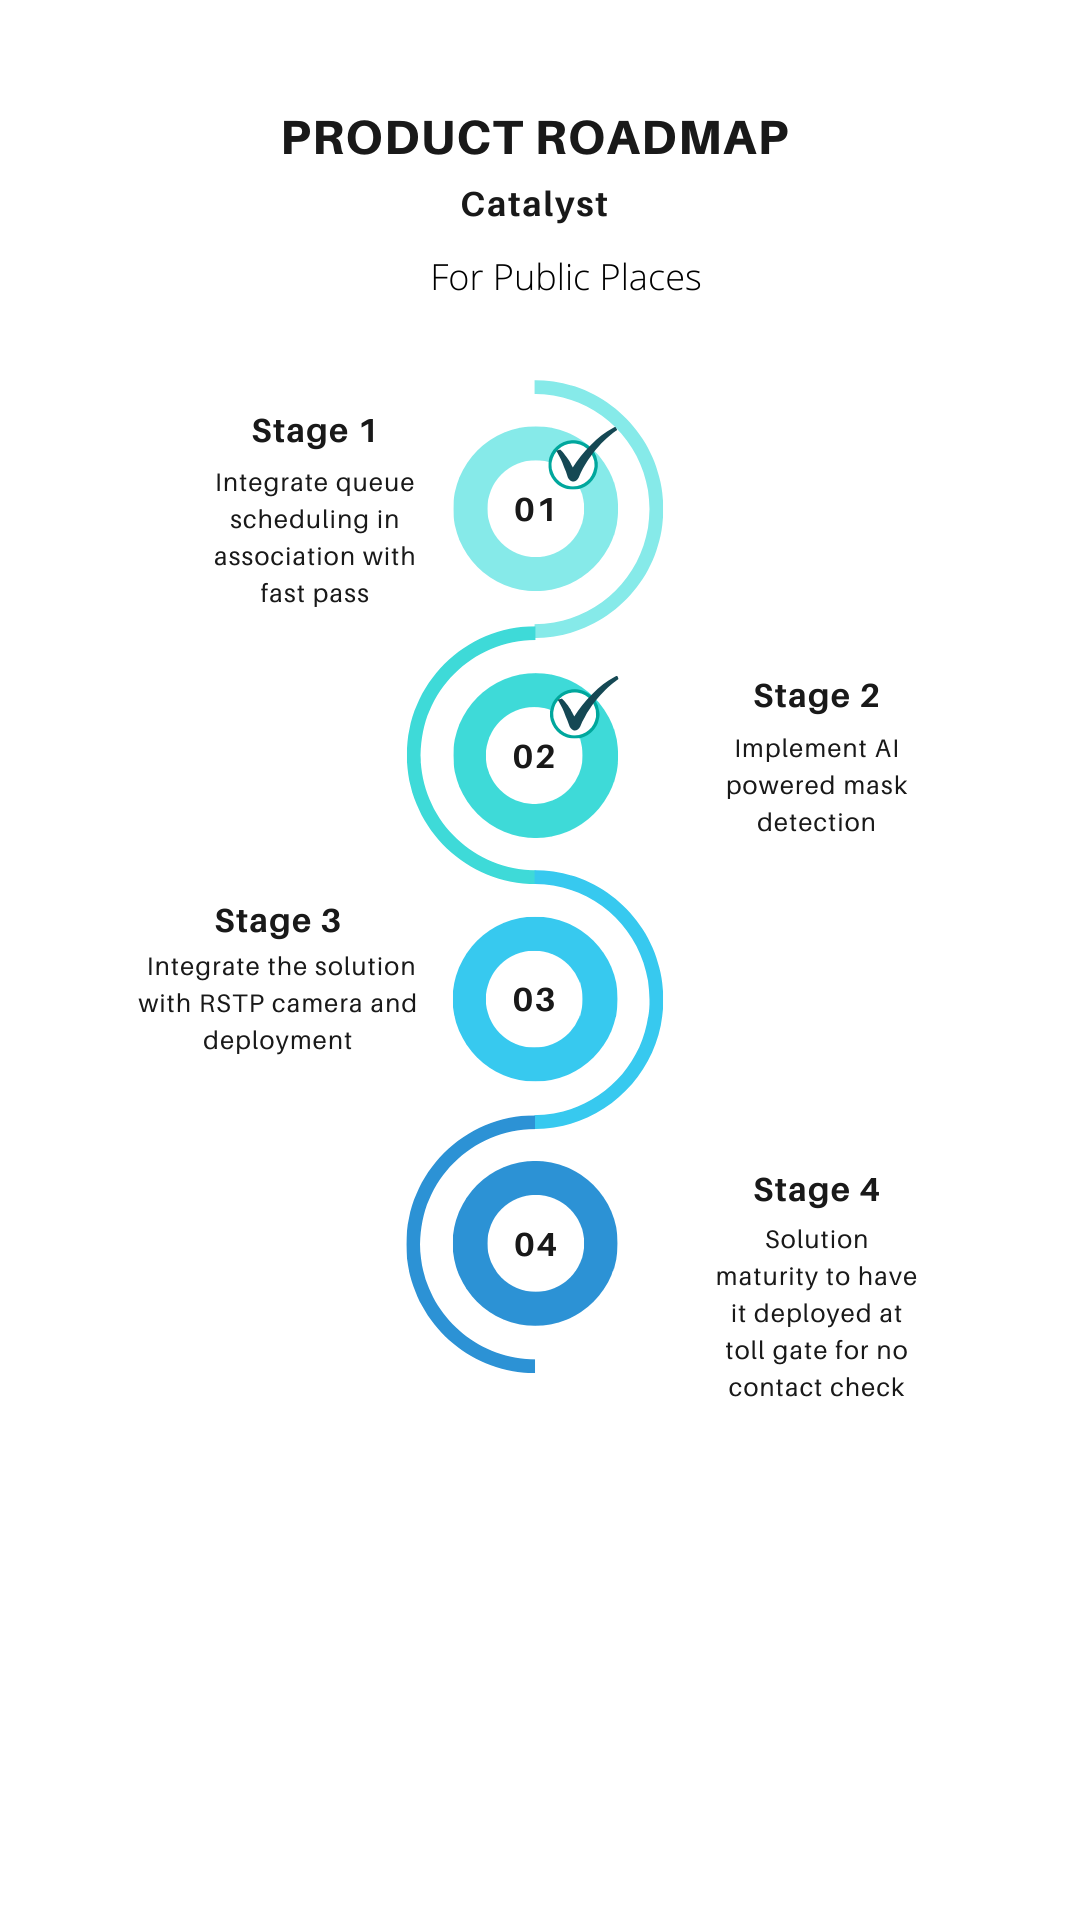 PRODUCT ROADMAP
Catalyst
For Public Places
Stage 1
Integrate queue
scheduling in
association with
fast pass
01
02
Stage 2
Implement AI
powered mask
detection
Stage 3
Integrate the solution
with RSTP camera and
deployment
03
04
Stage 4
Solution
maturity to have
it deployed at
toll gate for no
contact check